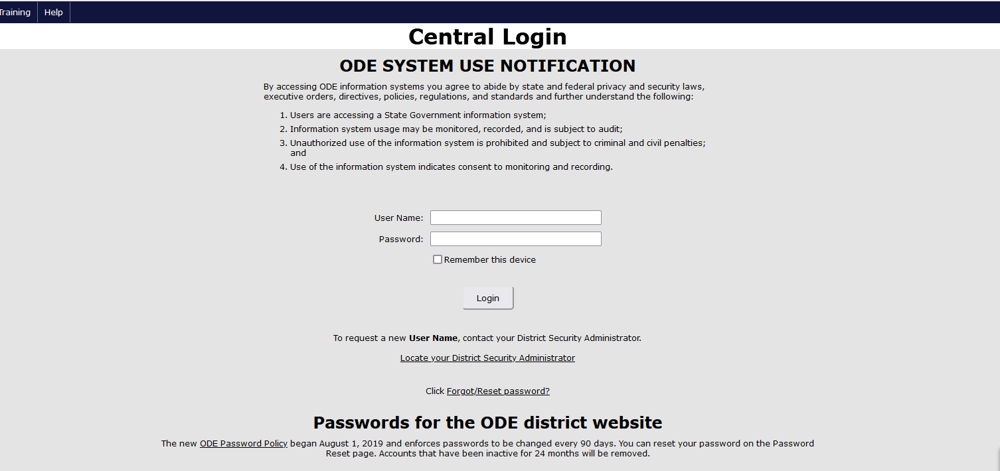 Training
Help
Central Login
ODE SYSTEM USE NOTIFICATION
By accessing ODE information systems you agree to abide by state and federal privacy and security laws,
executive orders, directives, policies, regulations, and standards and further understand the following:
1. Users are accessing a State Government information system;
2. Information system usage may be monitored, recorded, and is subject to audit;
3. Unauthorized use of the information system is prohibited and subject to criminal and civil penalties;
and
4. Use of the information system indicates consent to monitoring and recording.
User Name:
Password:
Remember this device
Login
To request a new User Name, contact your District Security Administrator.
Locate your District Security Administrator
Click Forgot/Reset password?
Passwords for the ODE district website
The new ODE Password Policy began August 1, 2019 and enforces passwords to be changed every 90 days. You can reset your password on the Password
Reset page. Accounts that have been inactive for 24 months will be removed.